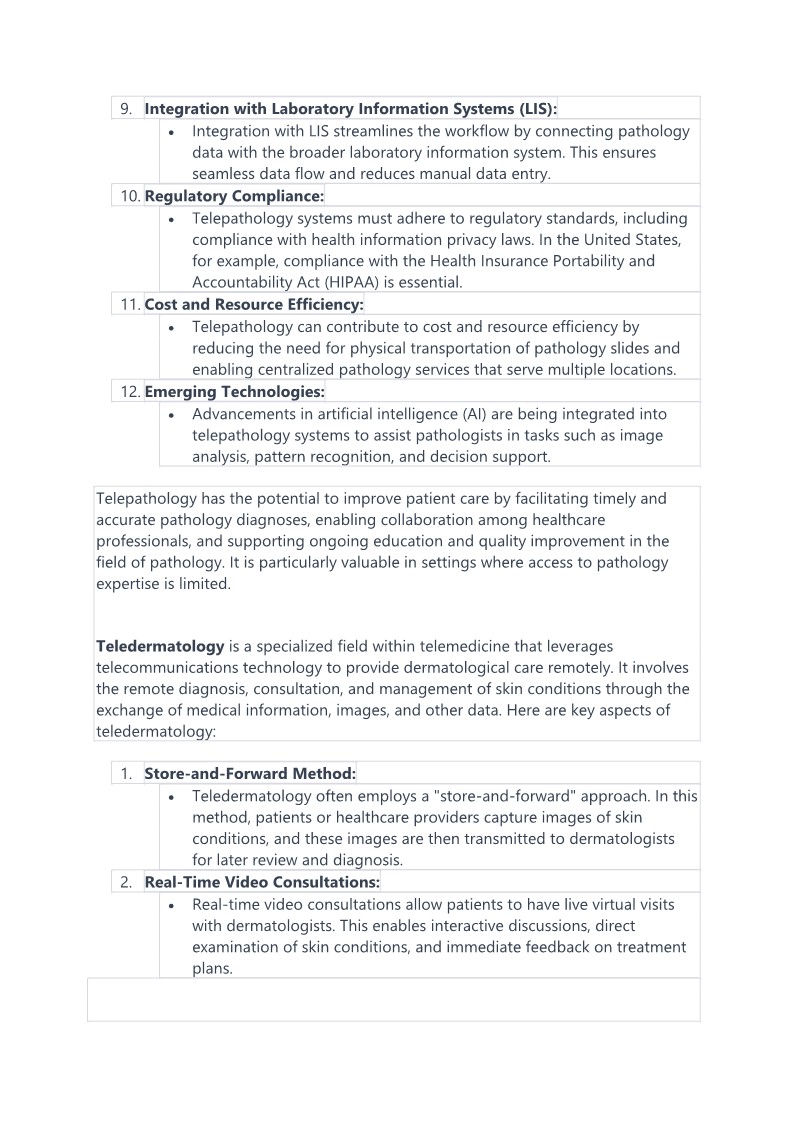 9. Integration with Laboratory Information Systems (LIS):
• Integration with LIS streamlines the workflow by connecting pathology
data with the broader laboratory information system. This ensures
seamless data flow and reduces manual data entry.
10. Regulatory Compliance:
• Telepathology systems must adhere to regulatory standards, including
compliance with health information privacy laws. In the United States,
for example, compliance with the Health Insurance Portability and
Accountability Act (HIPAA) is essential.
11. Cost and Resource Efficiency:
• Telepathology can contribute to cost and resource efficiency by
reducing the need for physical transportation of pathology slides and
enabling centralized pathology services that serve multiple locations.
12. Emerging Technologies:
• Advancements in artificial intelligence (AI) are being integrated into
telepathology systems to assist pathologists in tasks such as image
analysis, pattern recognition, and decision support.
Telepathology has the potential to improve patient care by facilitating timely and
accurate pathology diagnoses, enabling collaboration among healthcare
professionals, and supporting ongoing education and quality improvement in the
field of pathology. It is particularly valuable in settings where access to pathology
expertise is limited.
Teledermatology is a specialized field within telemedicine that leverages
telecommunications technology to provide dermatological care remotely. It involves
the remote diagnosis, consultation, and management of skin conditions through the
exchange of medical information, images, and other data. Here are key aspects of
teledermatology:
1. Store-and-Forward Method:
• Teledermatology often employs a "store-and-forward" approach. In this
method, patients or healthcare providers capture images of skin
conditions, and these images are then transmitted to dermatologists
for later review and diagnosis.
2. Real-Time Video Consultations:
• Real-time video consultations allow patients to have live virtual visits
with dermatologists. This enables interactive discussions, direct
examination of skin conditions, and immediate feedback on treatment
plans.